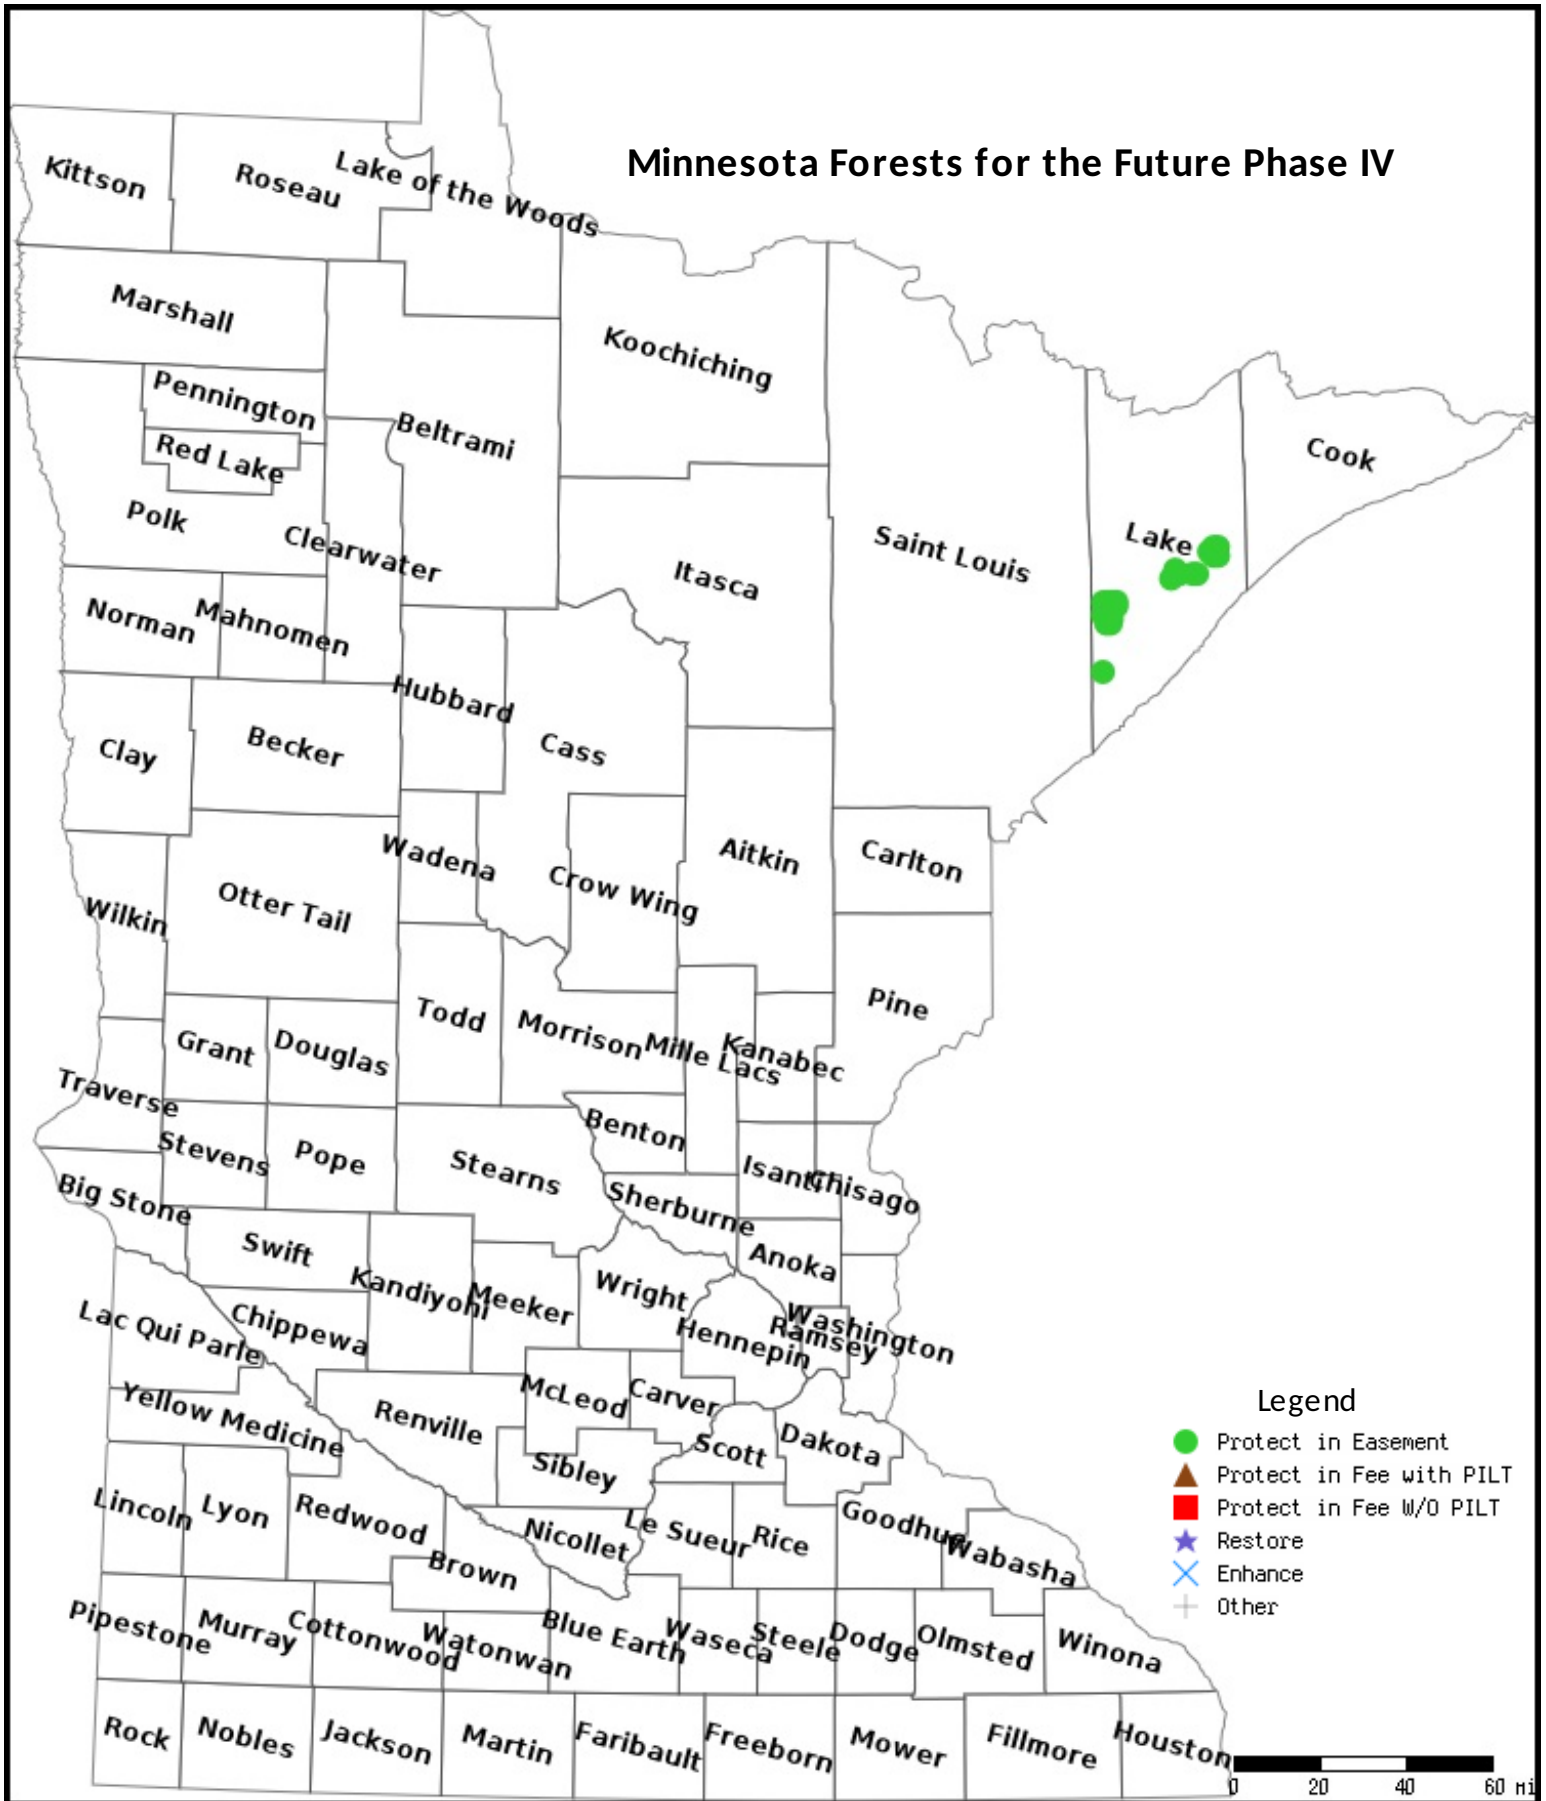 Minnesota Forests for the Future Phase IV
Kittson
Roseau
Lake of the Woods
Marshall
Koochiching
Pennington
Beltrami
Red Lake
Cook
Polk
Clearwater
Lake
Saint Louis
Itasca
Norman
Mahnomen
Hubbard
Cass
Clay
Becker
Wadena
Aitkin
Carlton
Crow Wing
Otter Tail
Wilkin
Pine
Todd
Morrison
Mille Lacs
Kanabec
Grant
Douglas
Traverse
Benton
Stevens
Pope
Stearns
Isanti
Chisago
Big Stone
Sherburne
Swift
Anoka
Kandiyohi
Meeker
Wright
Lac Qui Parle
Chippewa
Hennepin
Ramsey
Washington
McLeod
Carver
Yellow Medicine
Renville
Scott
Dakota
Sibley
Lincoln
Lyon
Redwood
Nicollet
Le Sueur
Rice
Goodhue
Wabasha
Brown
Pipestone
Murray
Cottonwood
Watonwan
Blue Earth
Waseca
Steele
Dodge
Olmsted
Winona
Rock
Nobles
Jackson
Martin
Faribault
Freeborn
Mower
Fillmore
Houston
Legend
Protect in Easement
Protect in Fee with PILT
Protect in Fee W/O PILT
Restore
Enhance
Other
0 20 40 60 mi